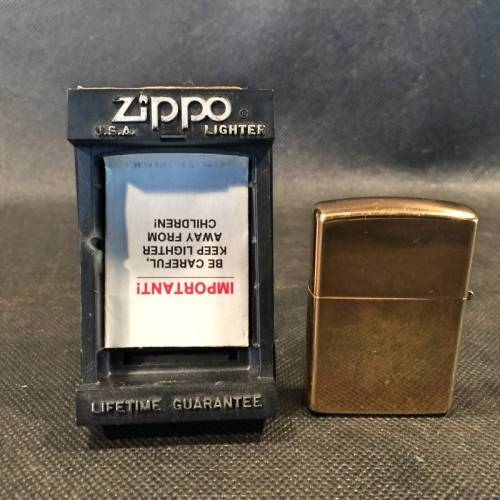 zippo ®
U.S.A. LIGHTER
IMPORTANT!
BE CAREFUL,
KEEP LIGHTER
AWAY FROM
CHILDREN!
LIFETIME GUARANTEE